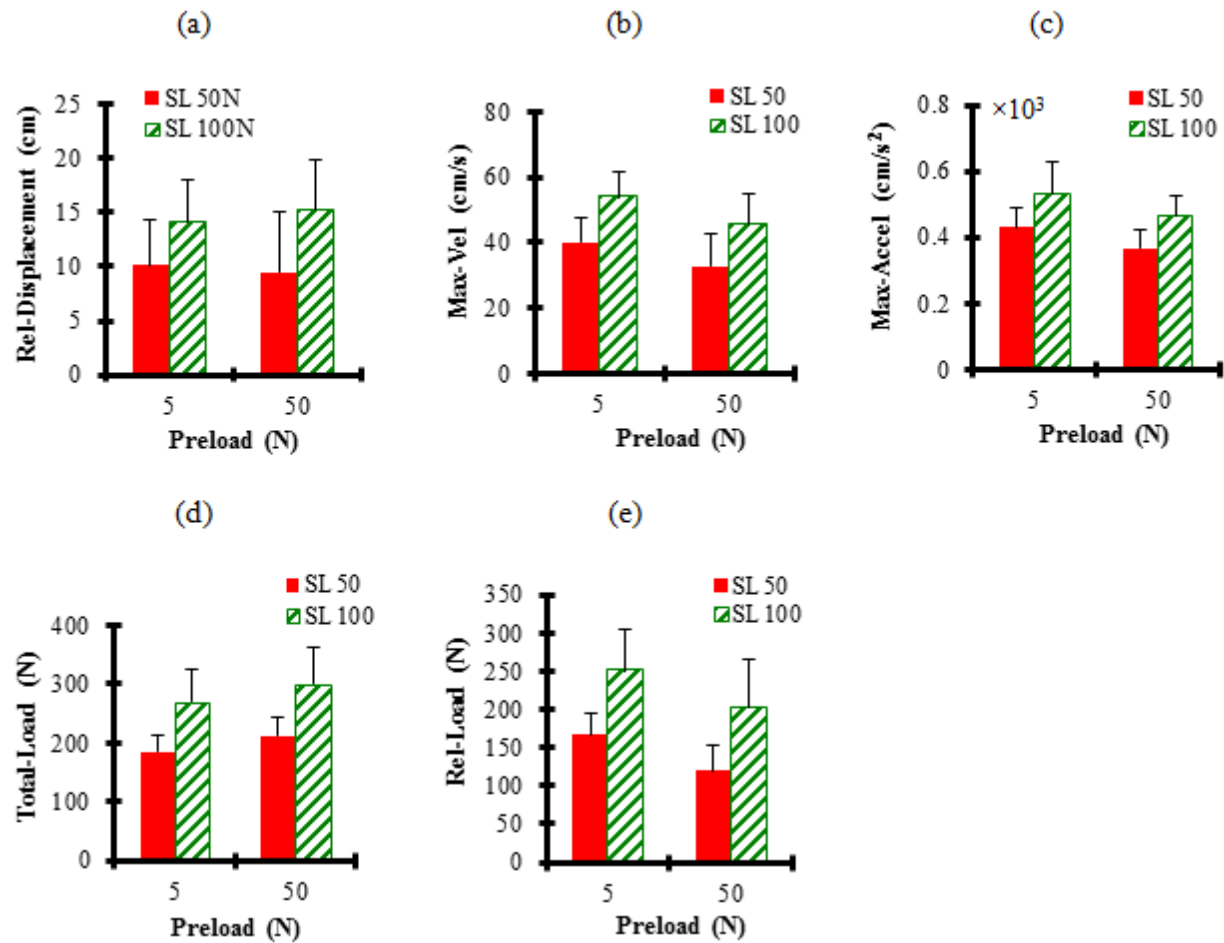 (a)
SL 50N
SL 100N
Rel-Displacement (cm)
25
20
15
10
5
0
5 50
Preload (N)
(b)
SL 50
SL 100
Max-Vel (cm/s)
80
60
40
20
0
5 50
Preload (N)
(c)
SL 50
SL 100
×10³
Max-Accel (cm/s²)
0.8
0.6
0.4
0.2
0
5 50
Preload (N)
(d)
SL 50
SL 100
Total-Load (N)
400
300
200
100
0
5 50
Preload (N)
(e)
SL 50
SL 100
Rel-Load (N)
350
300
250
200
150
100
50
0
5 50
Preload (N)